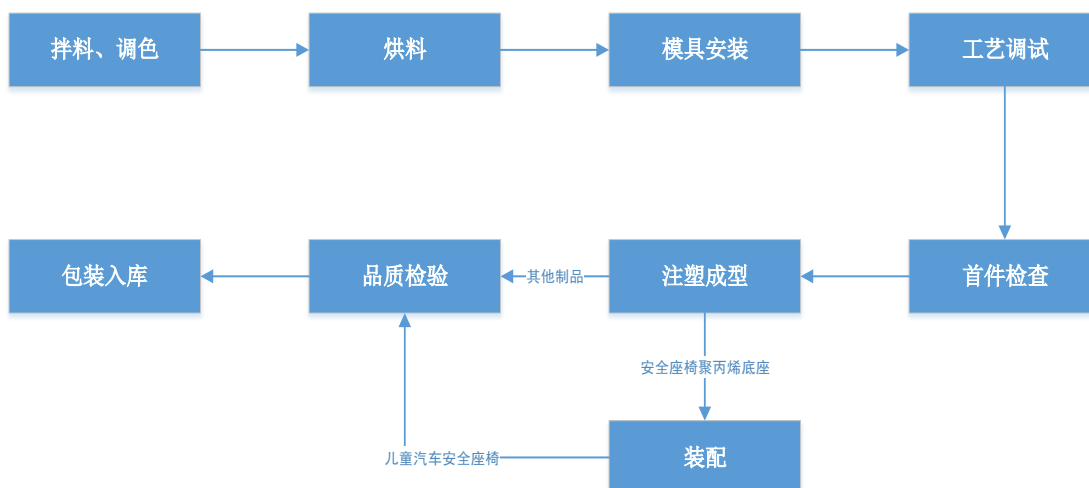 拌料、调色
烘料
模具安装
工艺调试
包装入库
品质检验
其他制品
注塑成型
首件检查
安全座椅聚丙烯底座
儿童汽车安全座椅
装配